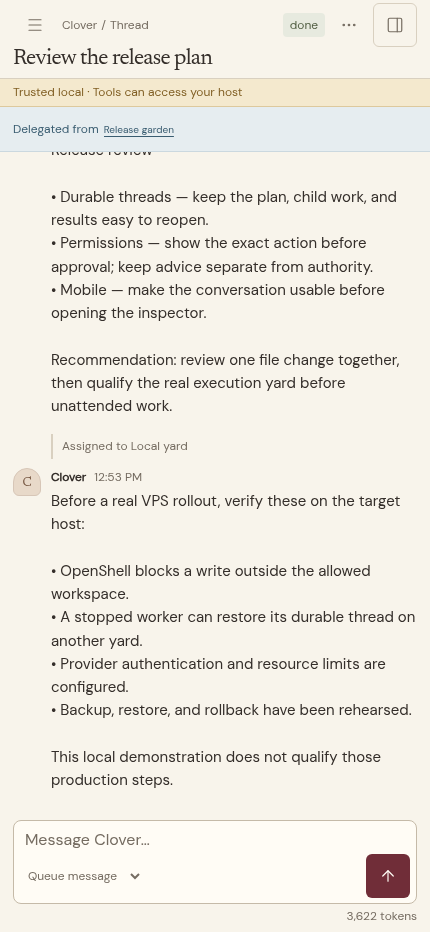 Clover / Thread
done
Review the release plan
Trusted local · Tools can access your host
Delegated from Release garden
Release review
• Durable threads — keep the plan, child work, and
results easy to reopen.
• Permissions — show the exact action before
approval; keep advice separate from authority.
• Mobile — make the conversation usable before
opening the inspector.
Recommendation: review one file change together,
then qualify the real execution yard before
unattended work.
Assigned to Local yard
C
Clover 12:53 PM
Before a real VPS rollout, verify these on the target
host:
• OpenShell blocks a write outside the allowed
workspace.
• A stopped worker can restore its durable thread on
another yard.
• Provider authentication and resource limits are
configured.
• Backup, restore, and rollback have been rehearsed.
This local demonstration does not qualify those
production steps.
Message Clover...
Queue message
3,622 tokens